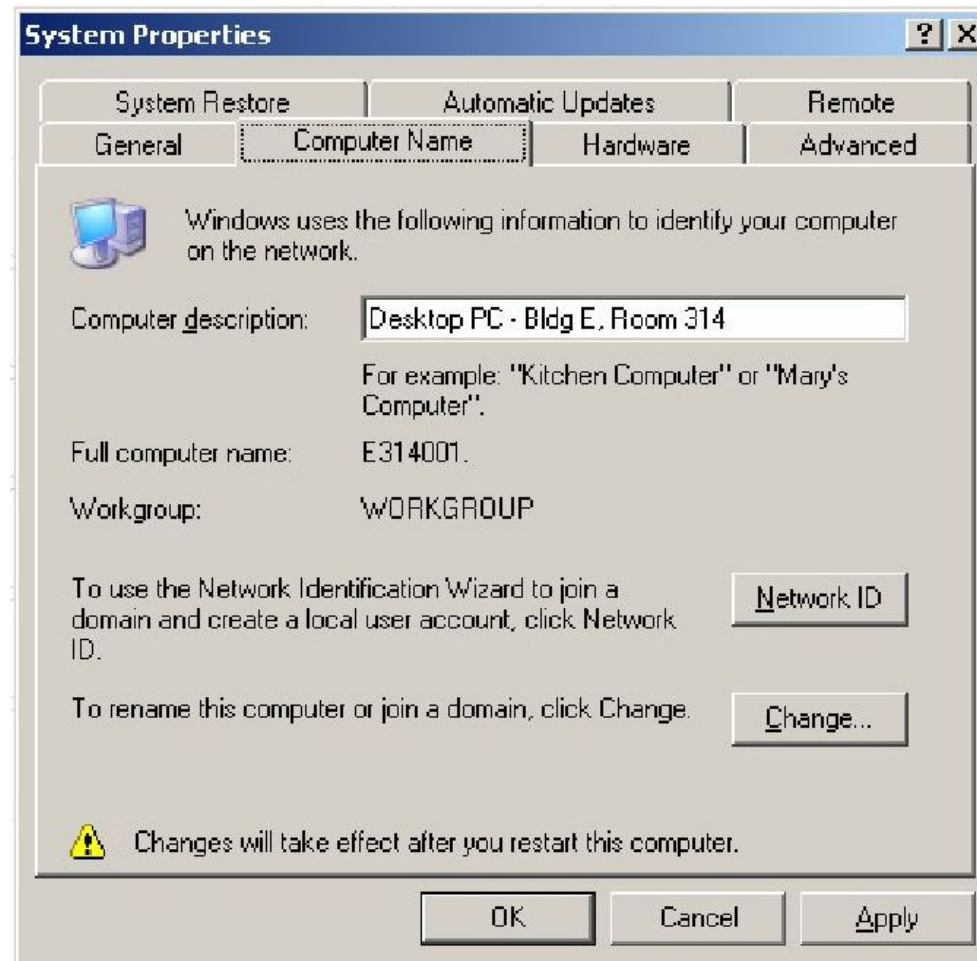 System Properties
? X
System Restore Automatic Updates Remote
General Computer Name Hardware Advanced
Windows uses the following information to identify your computer
on the network.
Computer description: Desktop PC - Bldg E, Room 314
For example: "Kitchen Computer" or "Mary's
Computer".
Full computer name: E314001.
Workgroup: WORKGROUP
To use the Network Identification Wizard to join a
domain and create a local user account, click Network
ID.
Network ID
To rename this computer or join a domain, click Change.
Change...
Changes will take effect after you restart this computer.
OK Cancel Apply